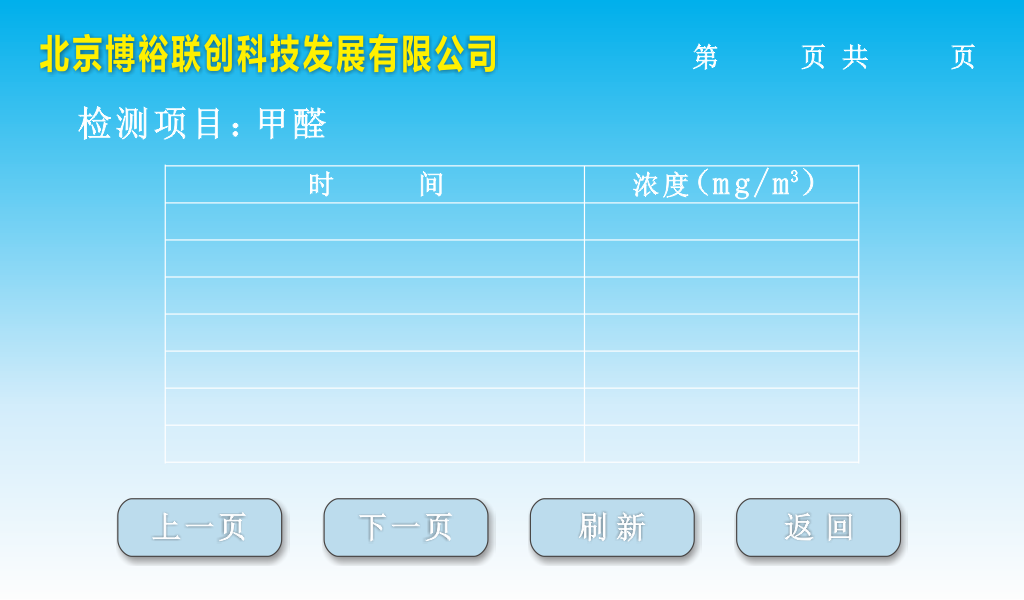 北京博裕联创科技发展有限公司
第 页 共 页
检测项目：甲醛
时 间 浓度(mg/m³)
上一页 下一页 刷新 返回